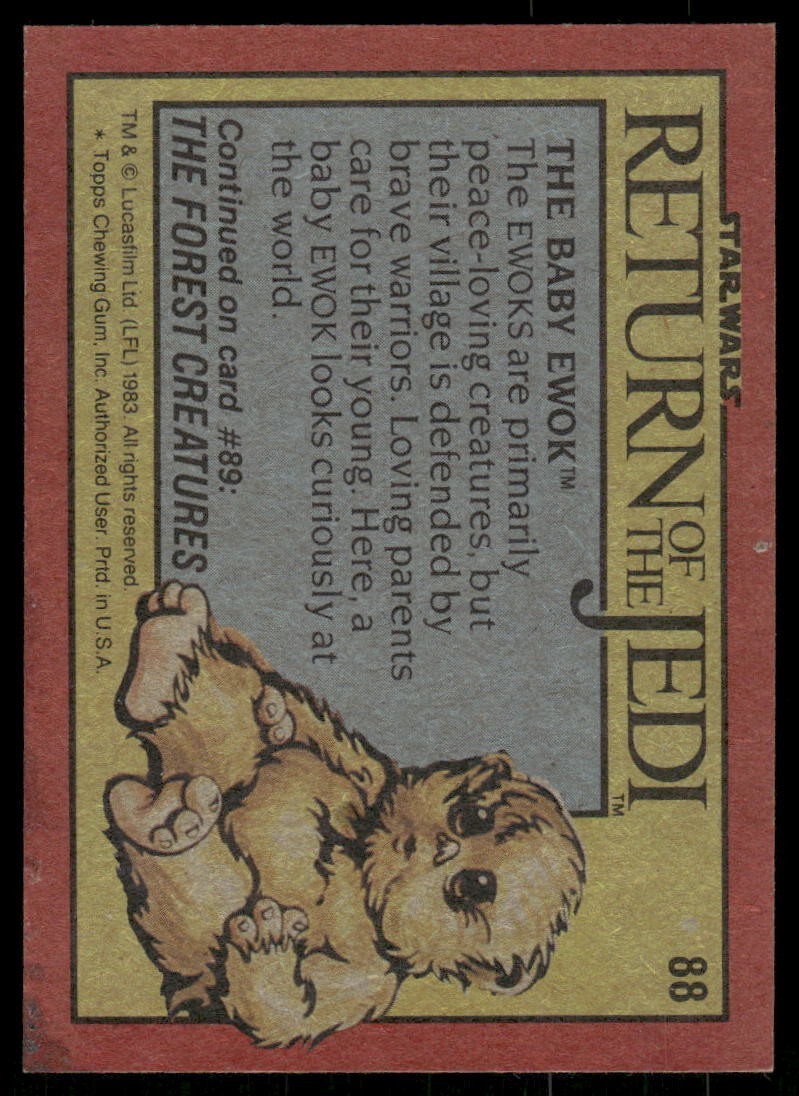 STAR WARS
RETURN OF THE JEDI™
88
THE BABY EWOK™
The EWOKS are primarily
peace-loving creatures, but
their village is defended by
brave warriors. Loving parents
care for their young. Here, a
baby EWOK looks curiously at
the world.
Continued on card #89:
THE FOREST CREATURES
TM & © Lucasfilm Ltd. (LFL) 1983. All rights reserved.
* Topps Chewing Gum, Inc. Authorized User. Prtd. in U.S.A.